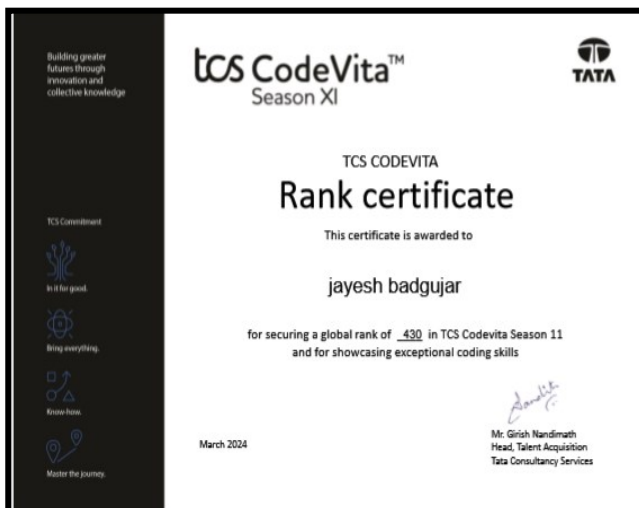 Building greater
futures through
innovation and
collective knowledge
TCS Commitment
In it for good.
Bring everything.
Know-how.
Master the journey.
tcs CodeVita™
Season XI
TATA
TCS CODEVITA
Rank certificate
This certificate is awarded to
jayesh badgujar
for securing a global rank of 430 in TCS Codevita Season 11
and for showcasing exceptional coding skills
March 2024
Mr. Girish Nandimath
Head, Talent Acquisition
Tata Consultancy Services